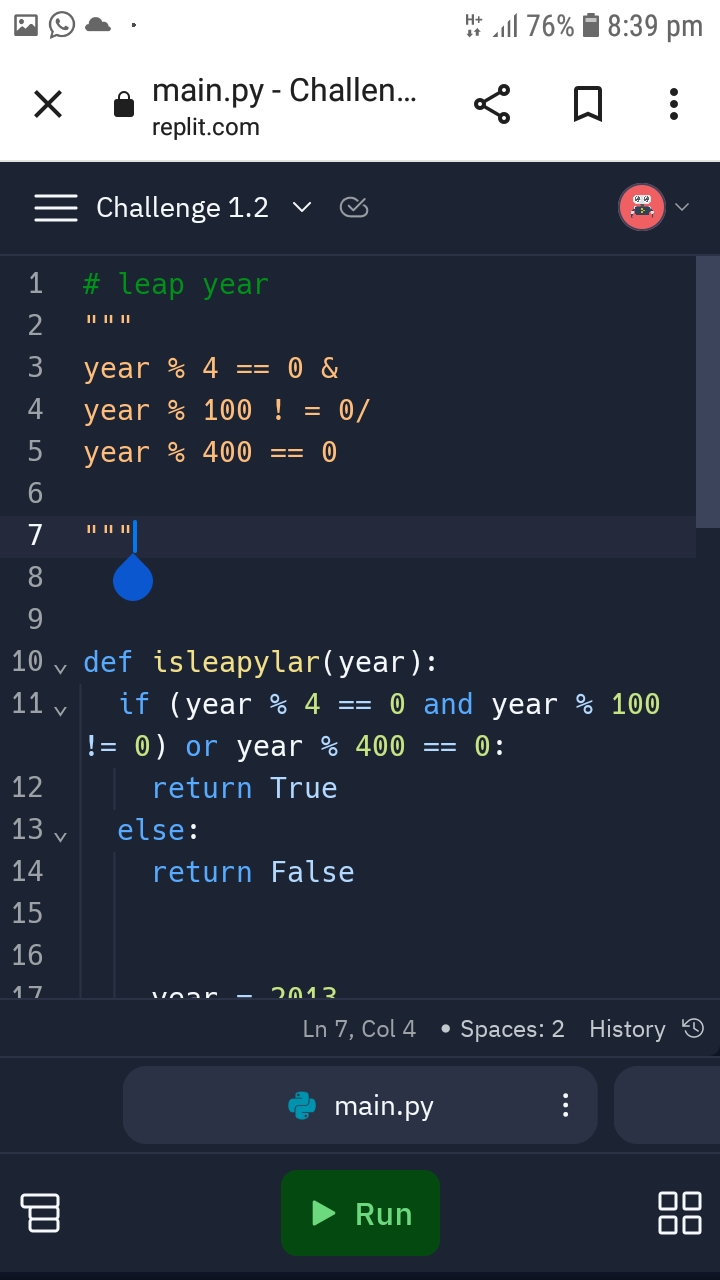 H+ 76% 8:39 pm
main.py - Challen...
replit.com
Challenge 1.2
1 # leap year
2 """
3 year % 4 == 0 &
4 year % 100 ! = 0/
5 year % 400 == 0
6
7 """
8
9
10 def isleapylar(year):
11 if (year % 4 == 0 and year % 100
!= 0) or year % 400 == 0:
12 return True
13 else:
14 return False
15
16
17 year = 2013
Ln 7, Col 4 • Spaces: 2 History
main.py
Run